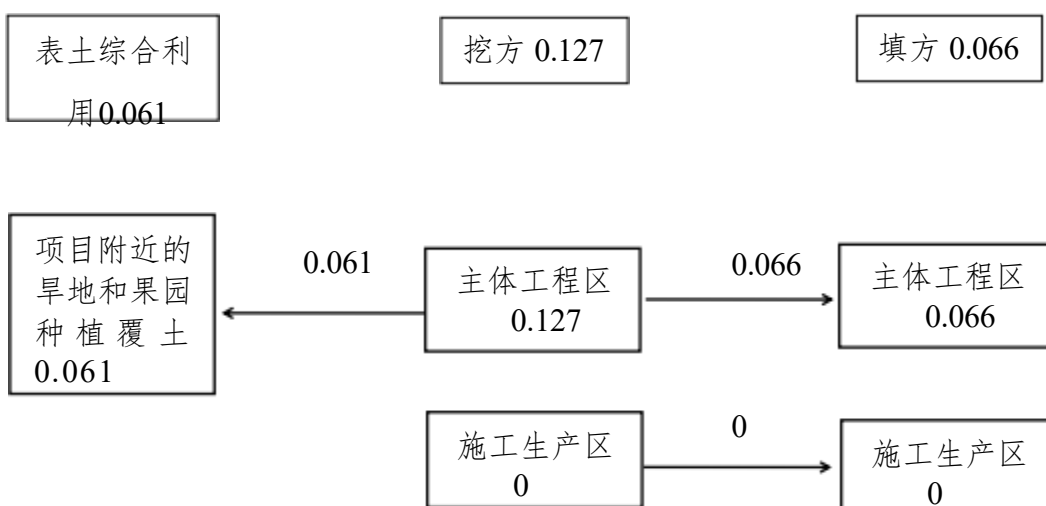 表土综合利
用0.061
挖方 0.127
填方 0.066
项目附近的
旱地和果园
种植覆土
0.061
0.061
主体工程区
0.127
0.066
主体工程区
0.066
施工生产区
0
0
施工生产区
0